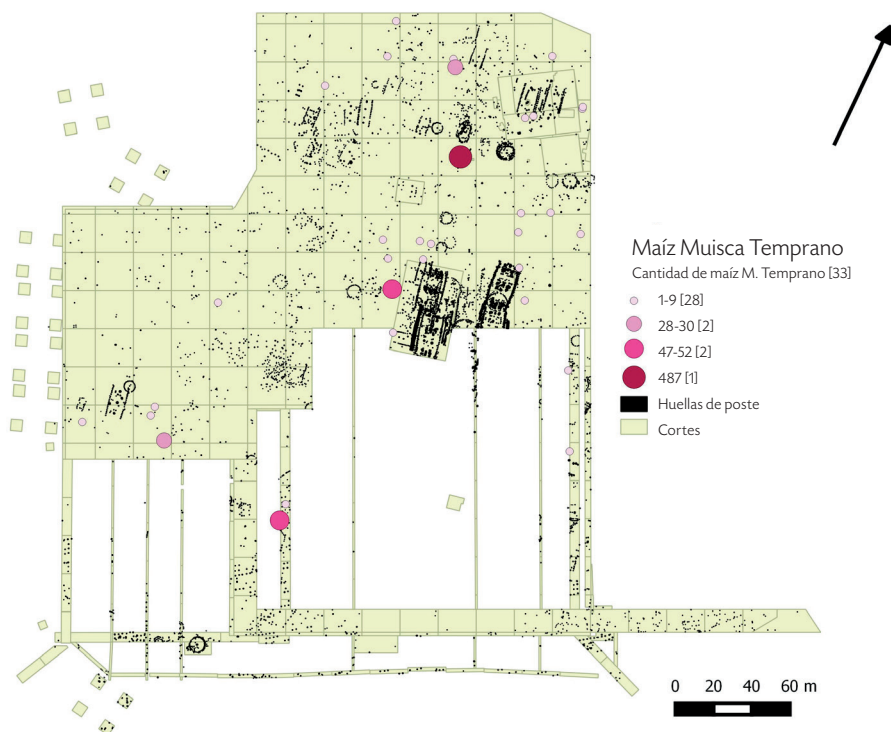 Maíz Muisca Temprano
Cantidad de maíz M. Temprano [33]
1-9 [28]
28-30 [2]
47-52 [2]
487 [1]
Huellas de poste
Cortes
0 20 40 60 m